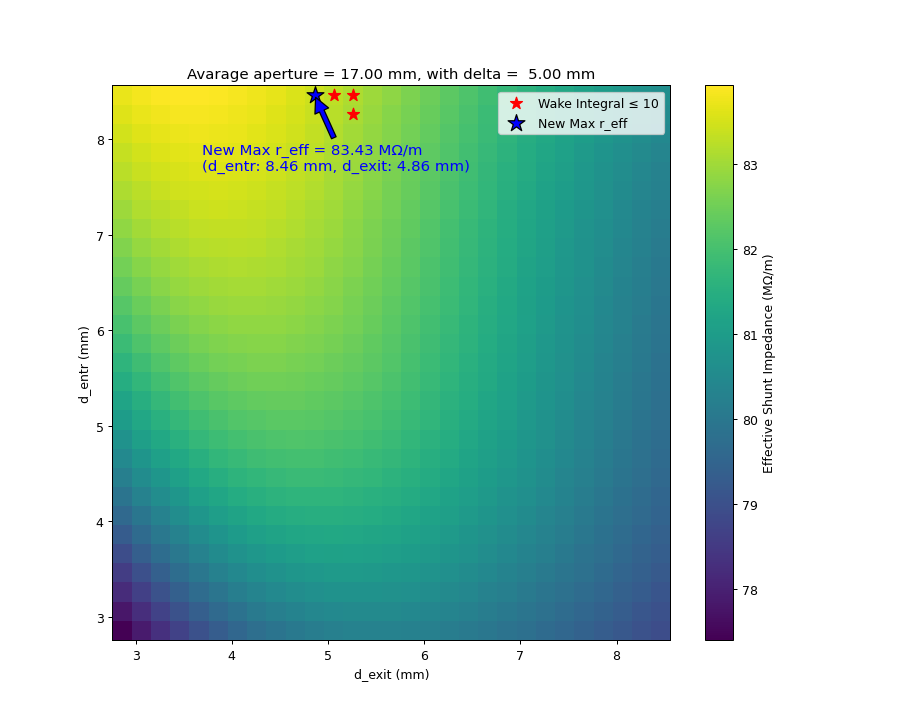 Avarage aperture = 17.00 mm, with delta =  5.00 mm
Wake Integral ≤ 10
New Max r_eff
New Max r_eff = 83.43 MΩ/m
(d_entr: 8.46 mm, d_exit: 4.86 mm)
d_entr (mm)
8
7
6
5
4
3
3 4 5 6 7 8
d_exit (mm)
83
82
81
80
79
78
Effective Shunt Impedance (MΩ/m)